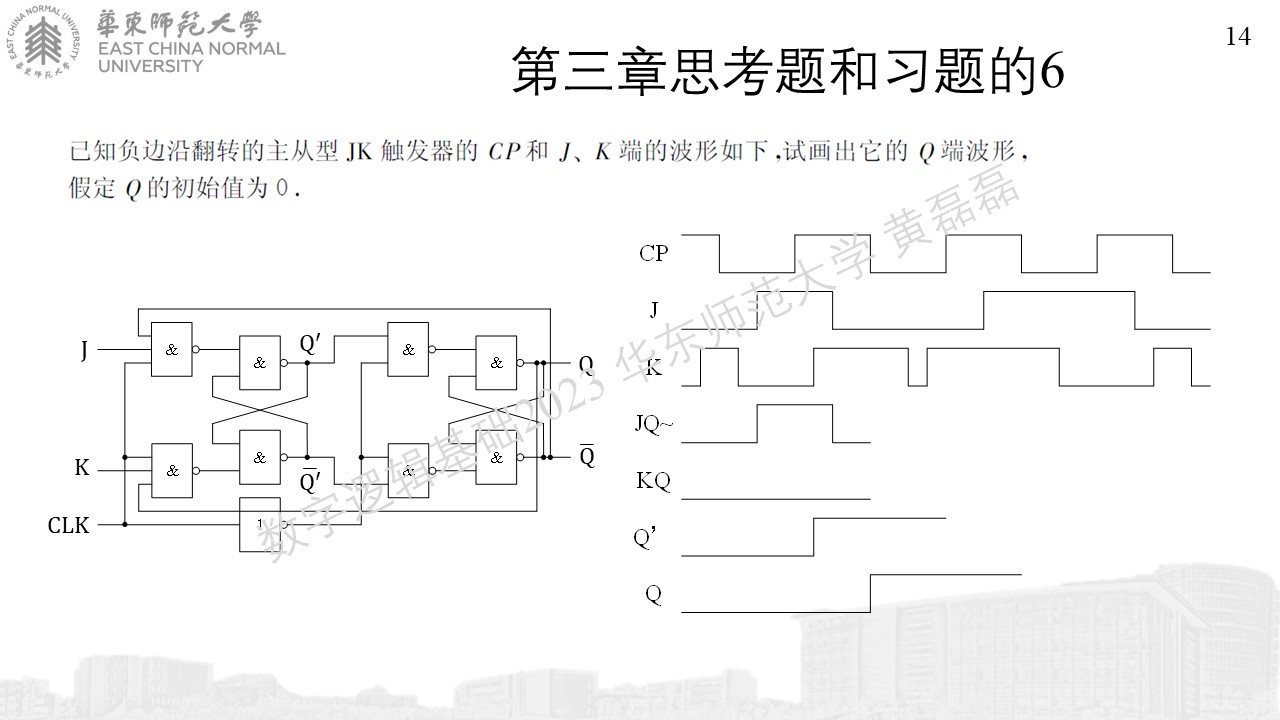 華東師範大學
EAST CHINA NORMAL
UNIVERSITY
EAST CHINA NORMAL UNIVERSITY
華東师范大学
14
第三章思考题和习题的6
已知负边沿翻转的主从型 JK 触发器的 CP 和 J、K 端的波形如下,试画出它的 Q 端波形,
假定 Q 的初始值为 0.
J
K
CLK
&
&
&
&
&
&
&
&
1
Q′
Q̅′
Q
Q̅
CP
J
K
JQ~
KQ
Q’
Q
数字逻辑基础2023 华东师范大学 黄磊磊